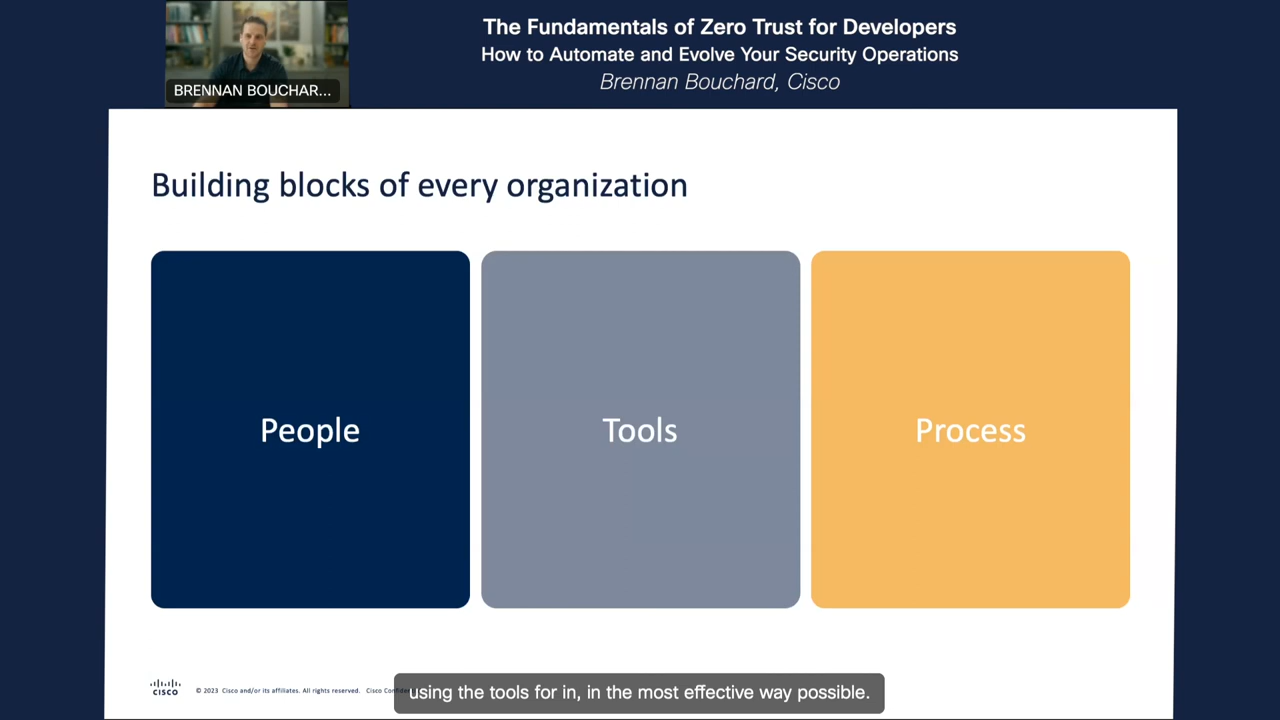 The Fundamentals of Zero Trust for Developers
How to Automate and Evolve Your Security Operations
Brennan Bouchard, Cisco
BRENNAN BOUCHAR...
Building blocks of every organization
People
Tools
Process
CISCO
© 2023 Cisco and/or its affiliates. All rights reserved. Cisco
using the tools for in, in the most effective way possible.